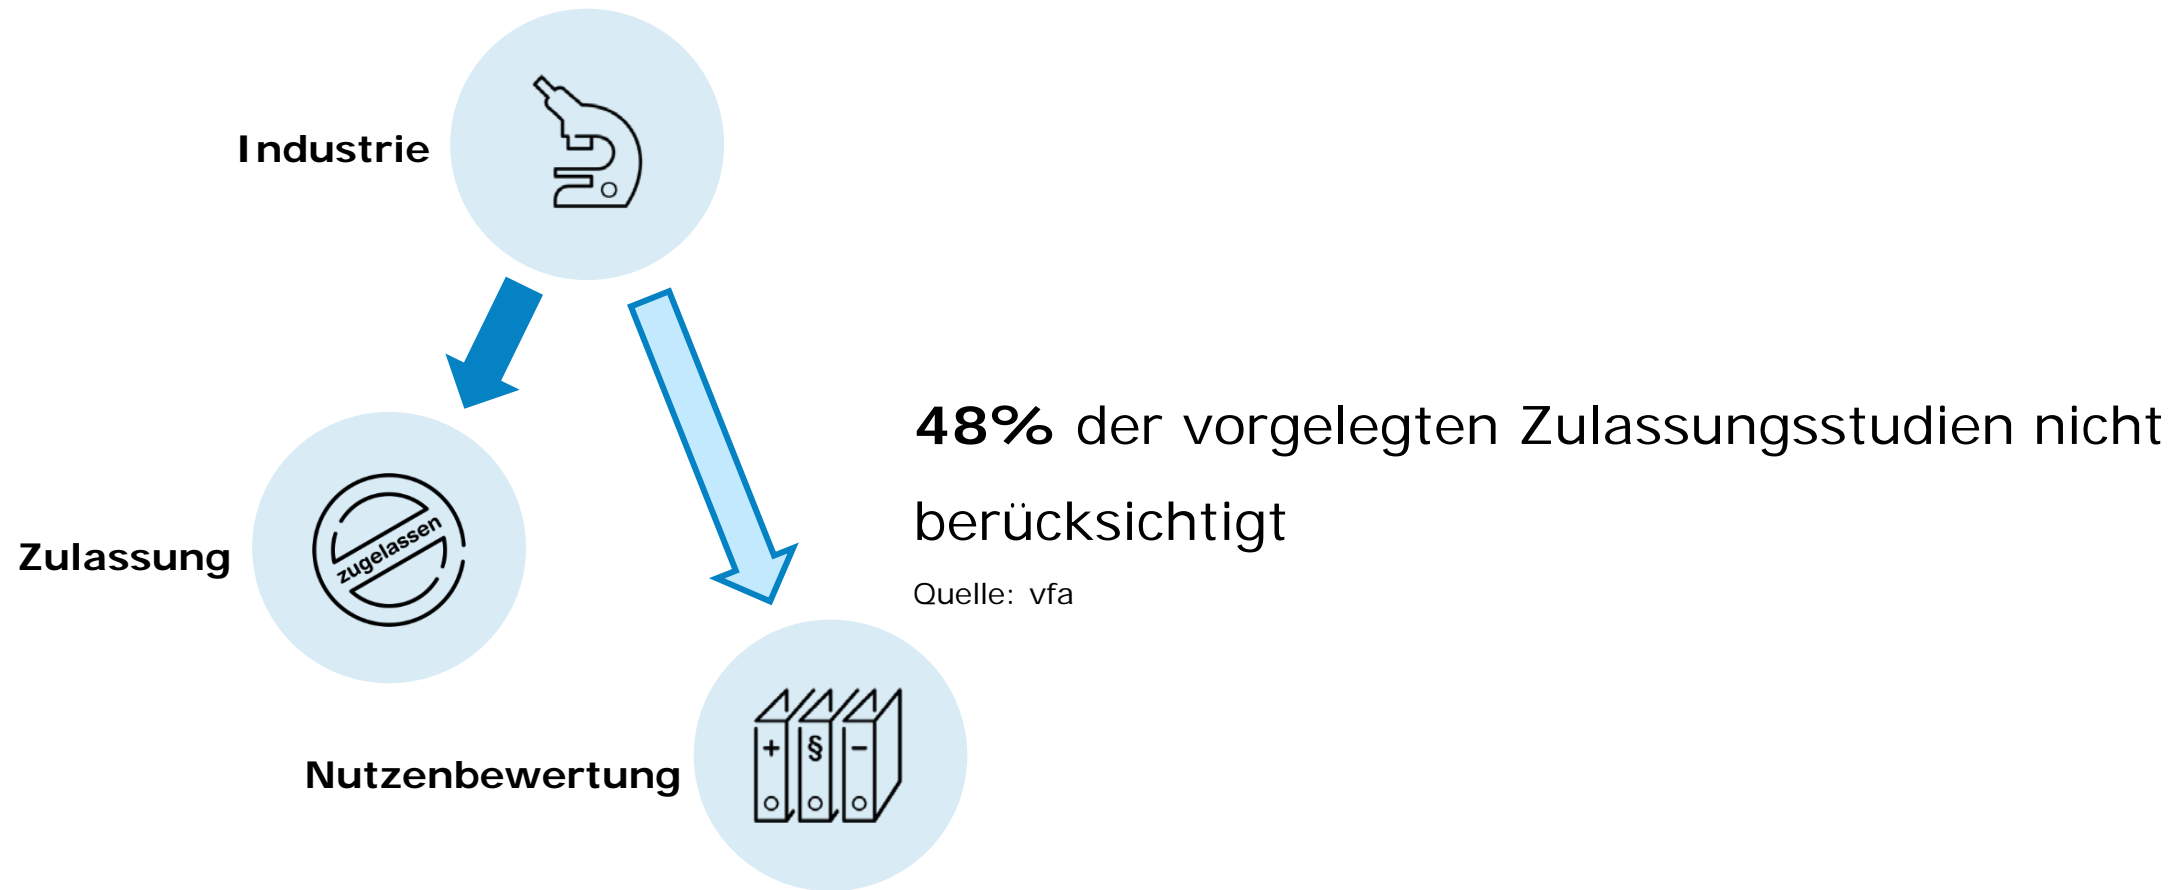 Industrie
48% der vorgelegten Zulassungsstudien nicht
berücksichtigt
Quelle: vfa
Zulassung
zugelassen
Nutzenbewertung
+ § −